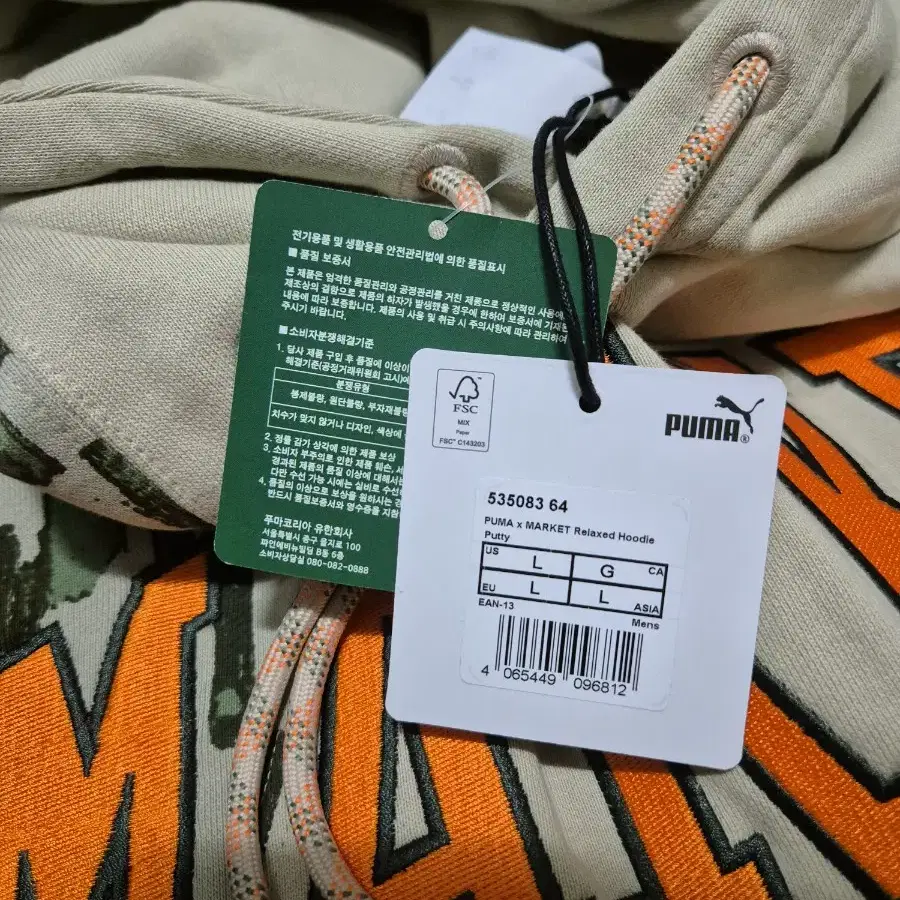 전기용품 및 생활용품 안전관리법에 의한 품질표시
■ 품질 보증서
본 제품은 엄격한 품질관리와 공정관리를 거친 제품으로 정상적인 사용에
제조상의 결함으로 제품의 하자가 발생했을 경우에 한하여 보증서에 기재된
내용에 따라 보증합니다. 제품의 사용 및 취급 시 주의사항에 따라 관리하여
주시기 바랍니다.
■ 소비자분쟁해결기준
1. 당사 제품 구입 후 품질에 이상이
해결기준(공정거래위원회 고시)에
분쟁유형
봉제불량, 원단불량, 부자재불량
치수가 맞지 않거나 디자인, 색상에
2. 정률 감가 상각에 의한 제품 보상
3. 소비자 부주의로 인한 제품 훼손, 서
경과된 제품의 품질 이상에 대해서는
다만 수선 가능 시에는 실비로 수선
4. 품질의 이상으로 보상을 원하시는 경
반드시 품질보증서와 영수증을 지참
푸마코리아 유한회사
서울특별시 중구 을지로 100
파인에비뉴빌딩 B동 6층
소비자상담실 080-082-0888
FSC
MIX
Paper
FSC® C143203
PUMA®
535083 64
PUMA x MARKET Relaxed Hoodie
Putty
US L G CA
EU L L ASIA
EAN-13
Mens
4 065449 096812
MA